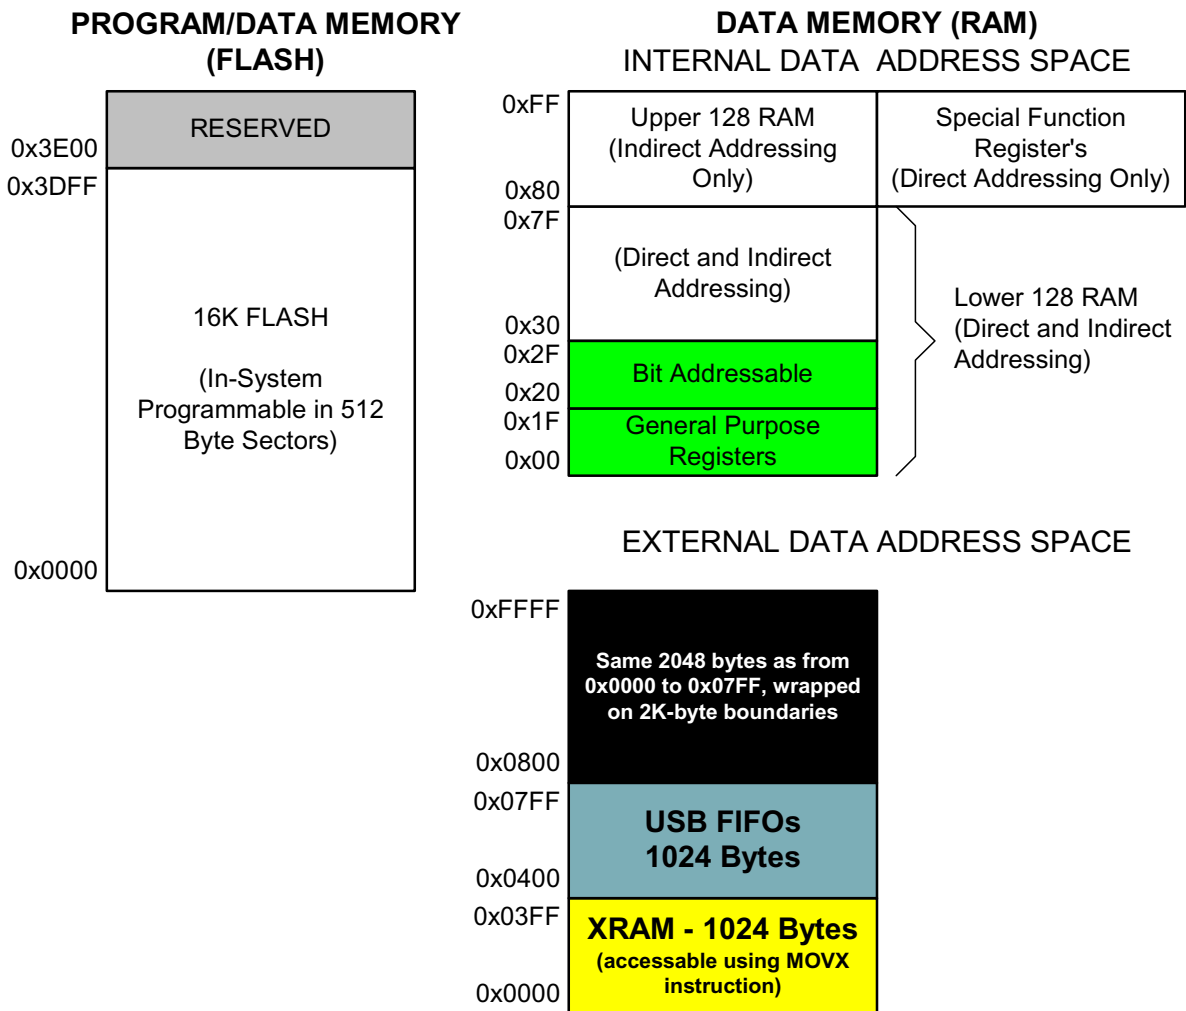 PROGRAM/DATA MEMORY
(FLASH)
RESERVED
0x3E00
0x3DFF
16K FLASH
(In-System
Programmable in 512
Byte Sectors)
0x0000
DATA MEMORY (RAM)
INTERNAL DATA ADDRESS SPACE
0xFF
Upper 128 RAM
(Indirect Addressing
Only)
0x80
Special Function
Register's
(Direct Addressing Only)
0x7F
(Direct and Indirect
Addressing)
0x30
0x2F
Bit Addressable
0x20
0x1F
General Purpose
Registers
0x00
Lower 128 RAM
(Direct and Indirect
Addressing)
EXTERNAL DATA ADDRESS SPACE
0xFFFF
Same 2048 bytes as from
0x0000 to 0x07FF, wrapped
on 2K-byte boundaries
0x0800
0x07FF
USB FIFOs
1024 Bytes
0x0400
0x03FF
XRAM - 1024 Bytes
(accessable using MOVX
instruction)
0x0000